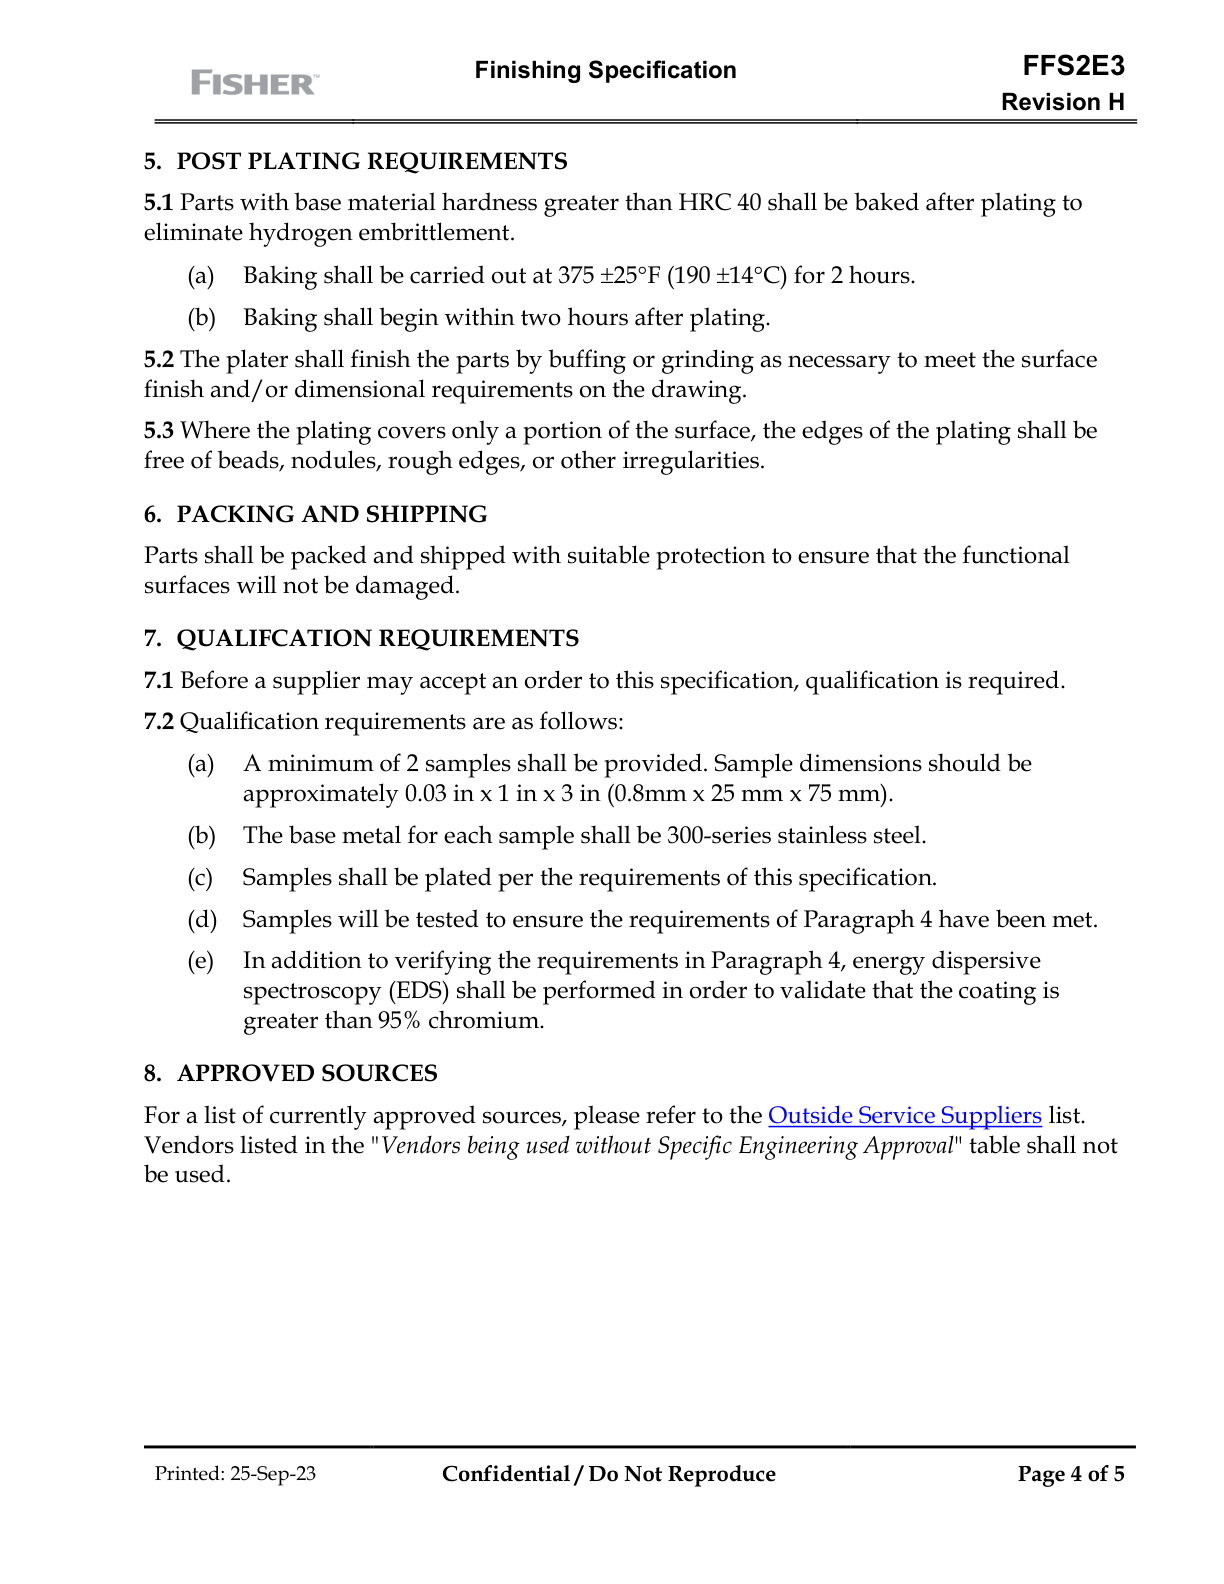 FISHER™
Finishing Specification
FFS2E3
Revision H
5. POST PLATING REQUIREMENTS
5.1 Parts with base material hardness greater than HRC 40 shall be baked after plating to
eliminate hydrogen embrittlement.
(a) Baking shall be carried out at 375 ±25°F (190 ±14°C) for 2 hours.
(b) Baking shall begin within two hours after plating.
5.2 The plater shall finish the parts by buffing or grinding as necessary to meet the surface
finish and/or dimensional requirements on the drawing.
5.3 Where the plating covers only a portion of the surface, the edges of the plating shall be
free of beads, nodules, rough edges, or other irregularities.
6. PACKING AND SHIPPING
Parts shall be packed and shipped with suitable protection to ensure that the functional
surfaces will not be damaged.
7. QUALIFCATION REQUIREMENTS
7.1 Before a supplier may accept an order to this specification, qualification is required.
7.2 Qualification requirements are as follows:
(a) A minimum of 2 samples shall be provided. Sample dimensions should be
approximately 0.03 in x 1 in x 3 in (0.8mm x 25 mm x 75 mm).
(b) The base metal for each sample shall be 300-series stainless steel.
(c) Samples shall be plated per the requirements of this specification.
(d) Samples will be tested to ensure the requirements of Paragraph 4 have been met.
(e) In addition to verifying the requirements in Paragraph 4, energy dispersive
spectroscopy (EDS) shall be performed in order to validate that the coating is
greater than 95% chromium.
8. APPROVED SOURCES
For a list of currently approved sources, please refer to the Outside Service Suppliers list.
Vendors listed in the "Vendors being used without Specific Engineering Approval" table shall not
be used.
Printed: 25-Sep-23
Confidential / Do Not Reproduce
Page 4 of 5